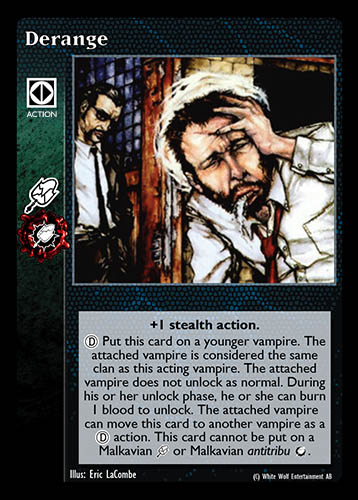 Derange
ACTION
+1 stealth action.
Ⓓ Put this card on a younger vampire. The
attached vampire is considered the same
clan as this acting vampire. The attached
vampire does not unlock as normal. During
his or her unlock phase, he or she can burn
1 blood to unlock. The attached vampire
can move this card to another vampire as a
Ⓓ action. This card cannot be put on a
Malkavian or Malkavian antitribu .
Illus: Eric LaCombe
(C) White Wolf Entertainment AB